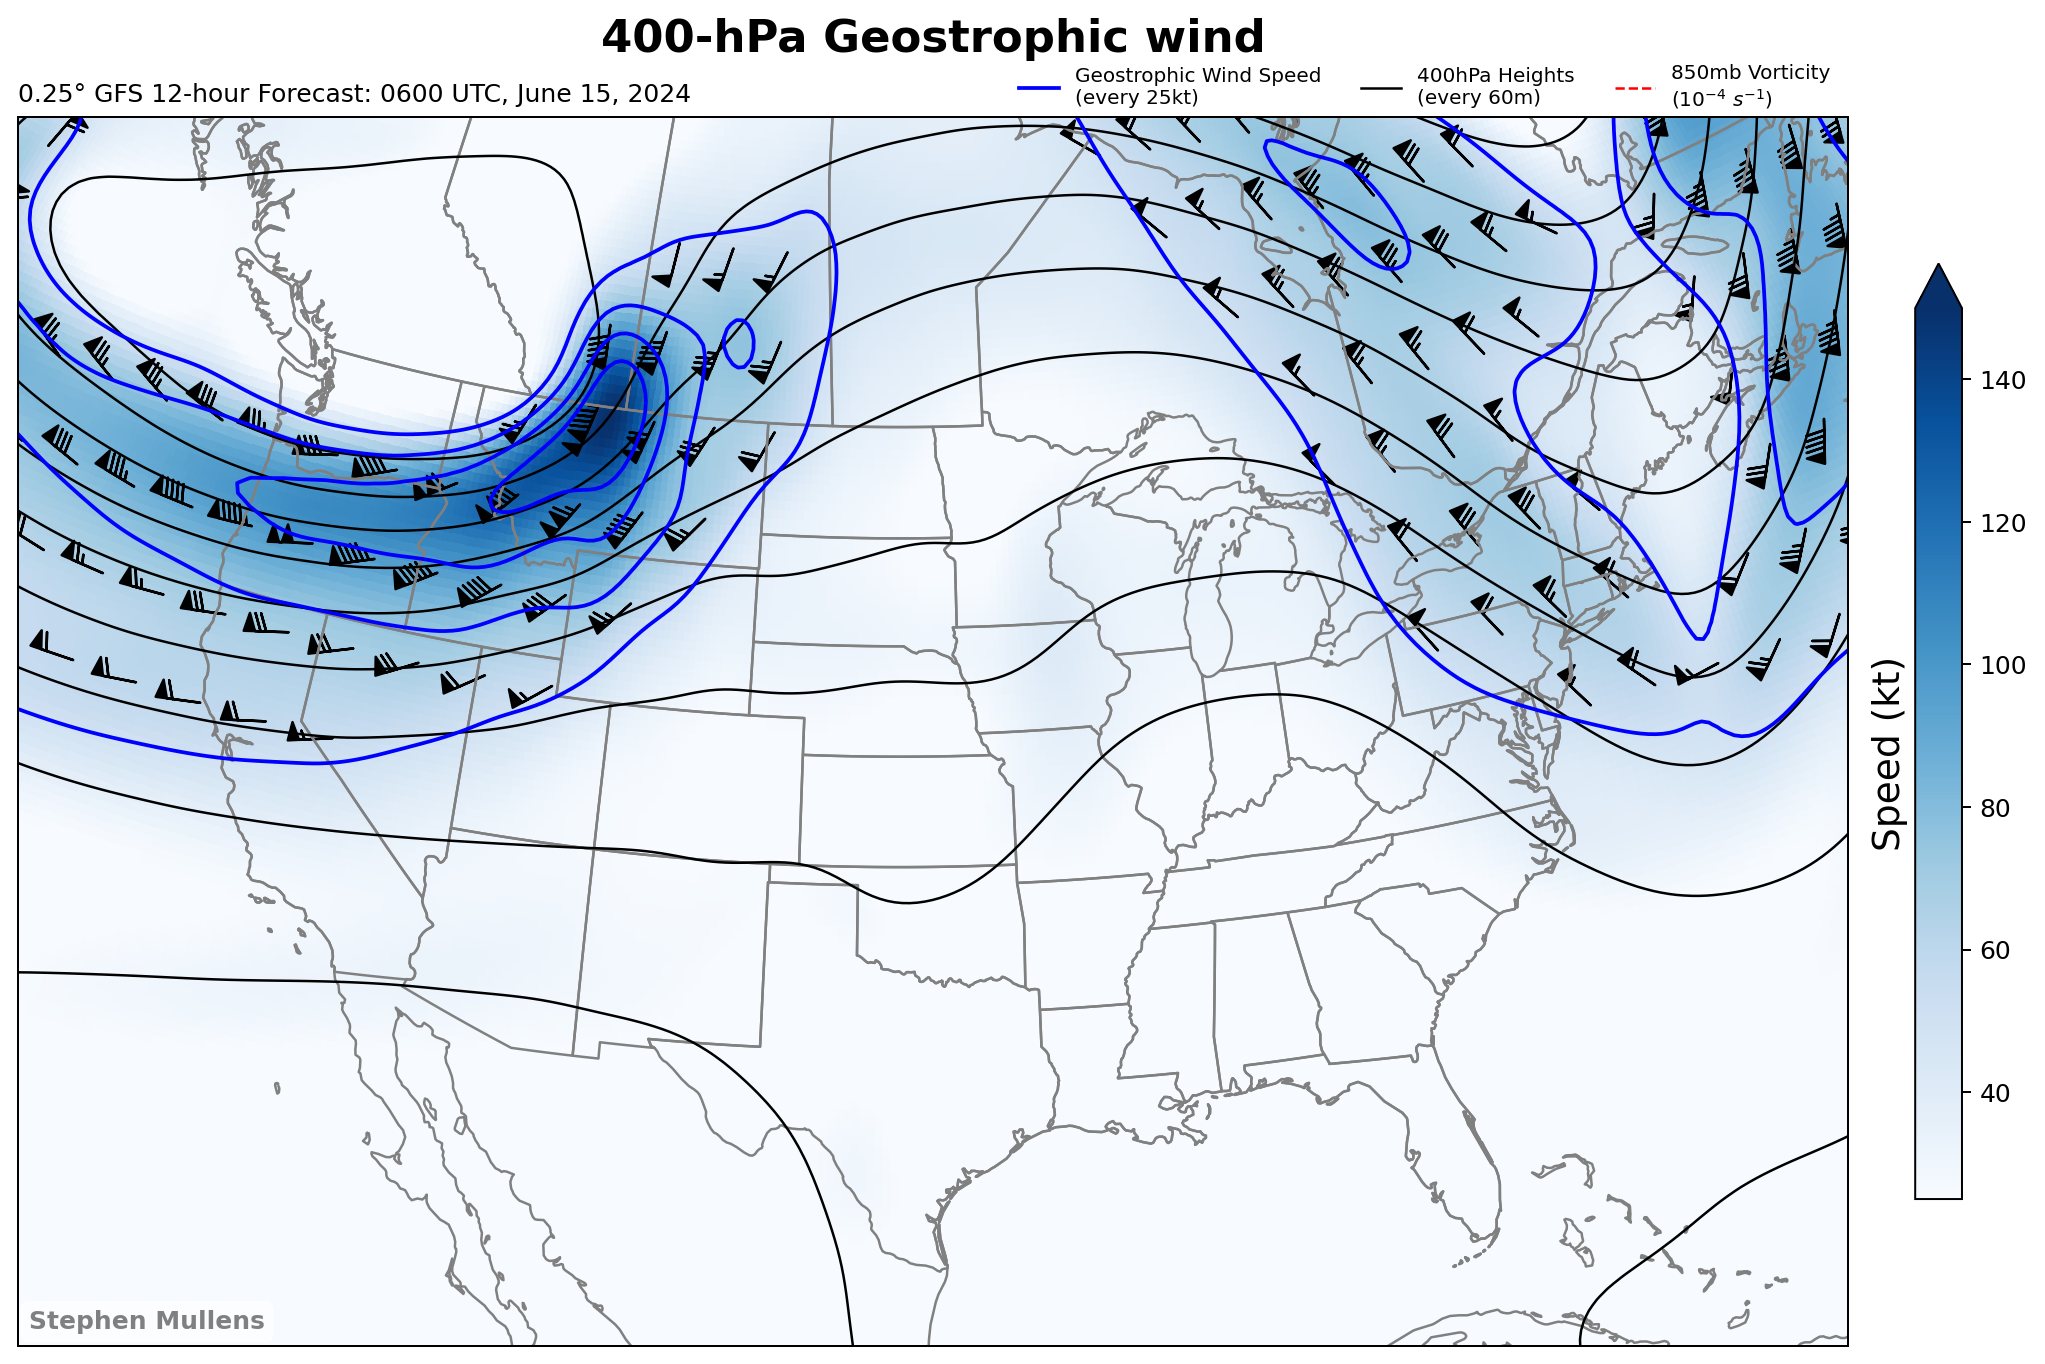 400-hPa Geostrophic wind
0.25° GFS 12-hour Forecast: 0600 UTC, June 15, 2024
Geostrophic Wind Speed
(every 25kt)
400hPa Heights
(every 60m)
850mb Vorticity
(10⁻⁴ s⁻¹)
140
120
100
80
60
40
Speed (kt)
Stephen Mullens